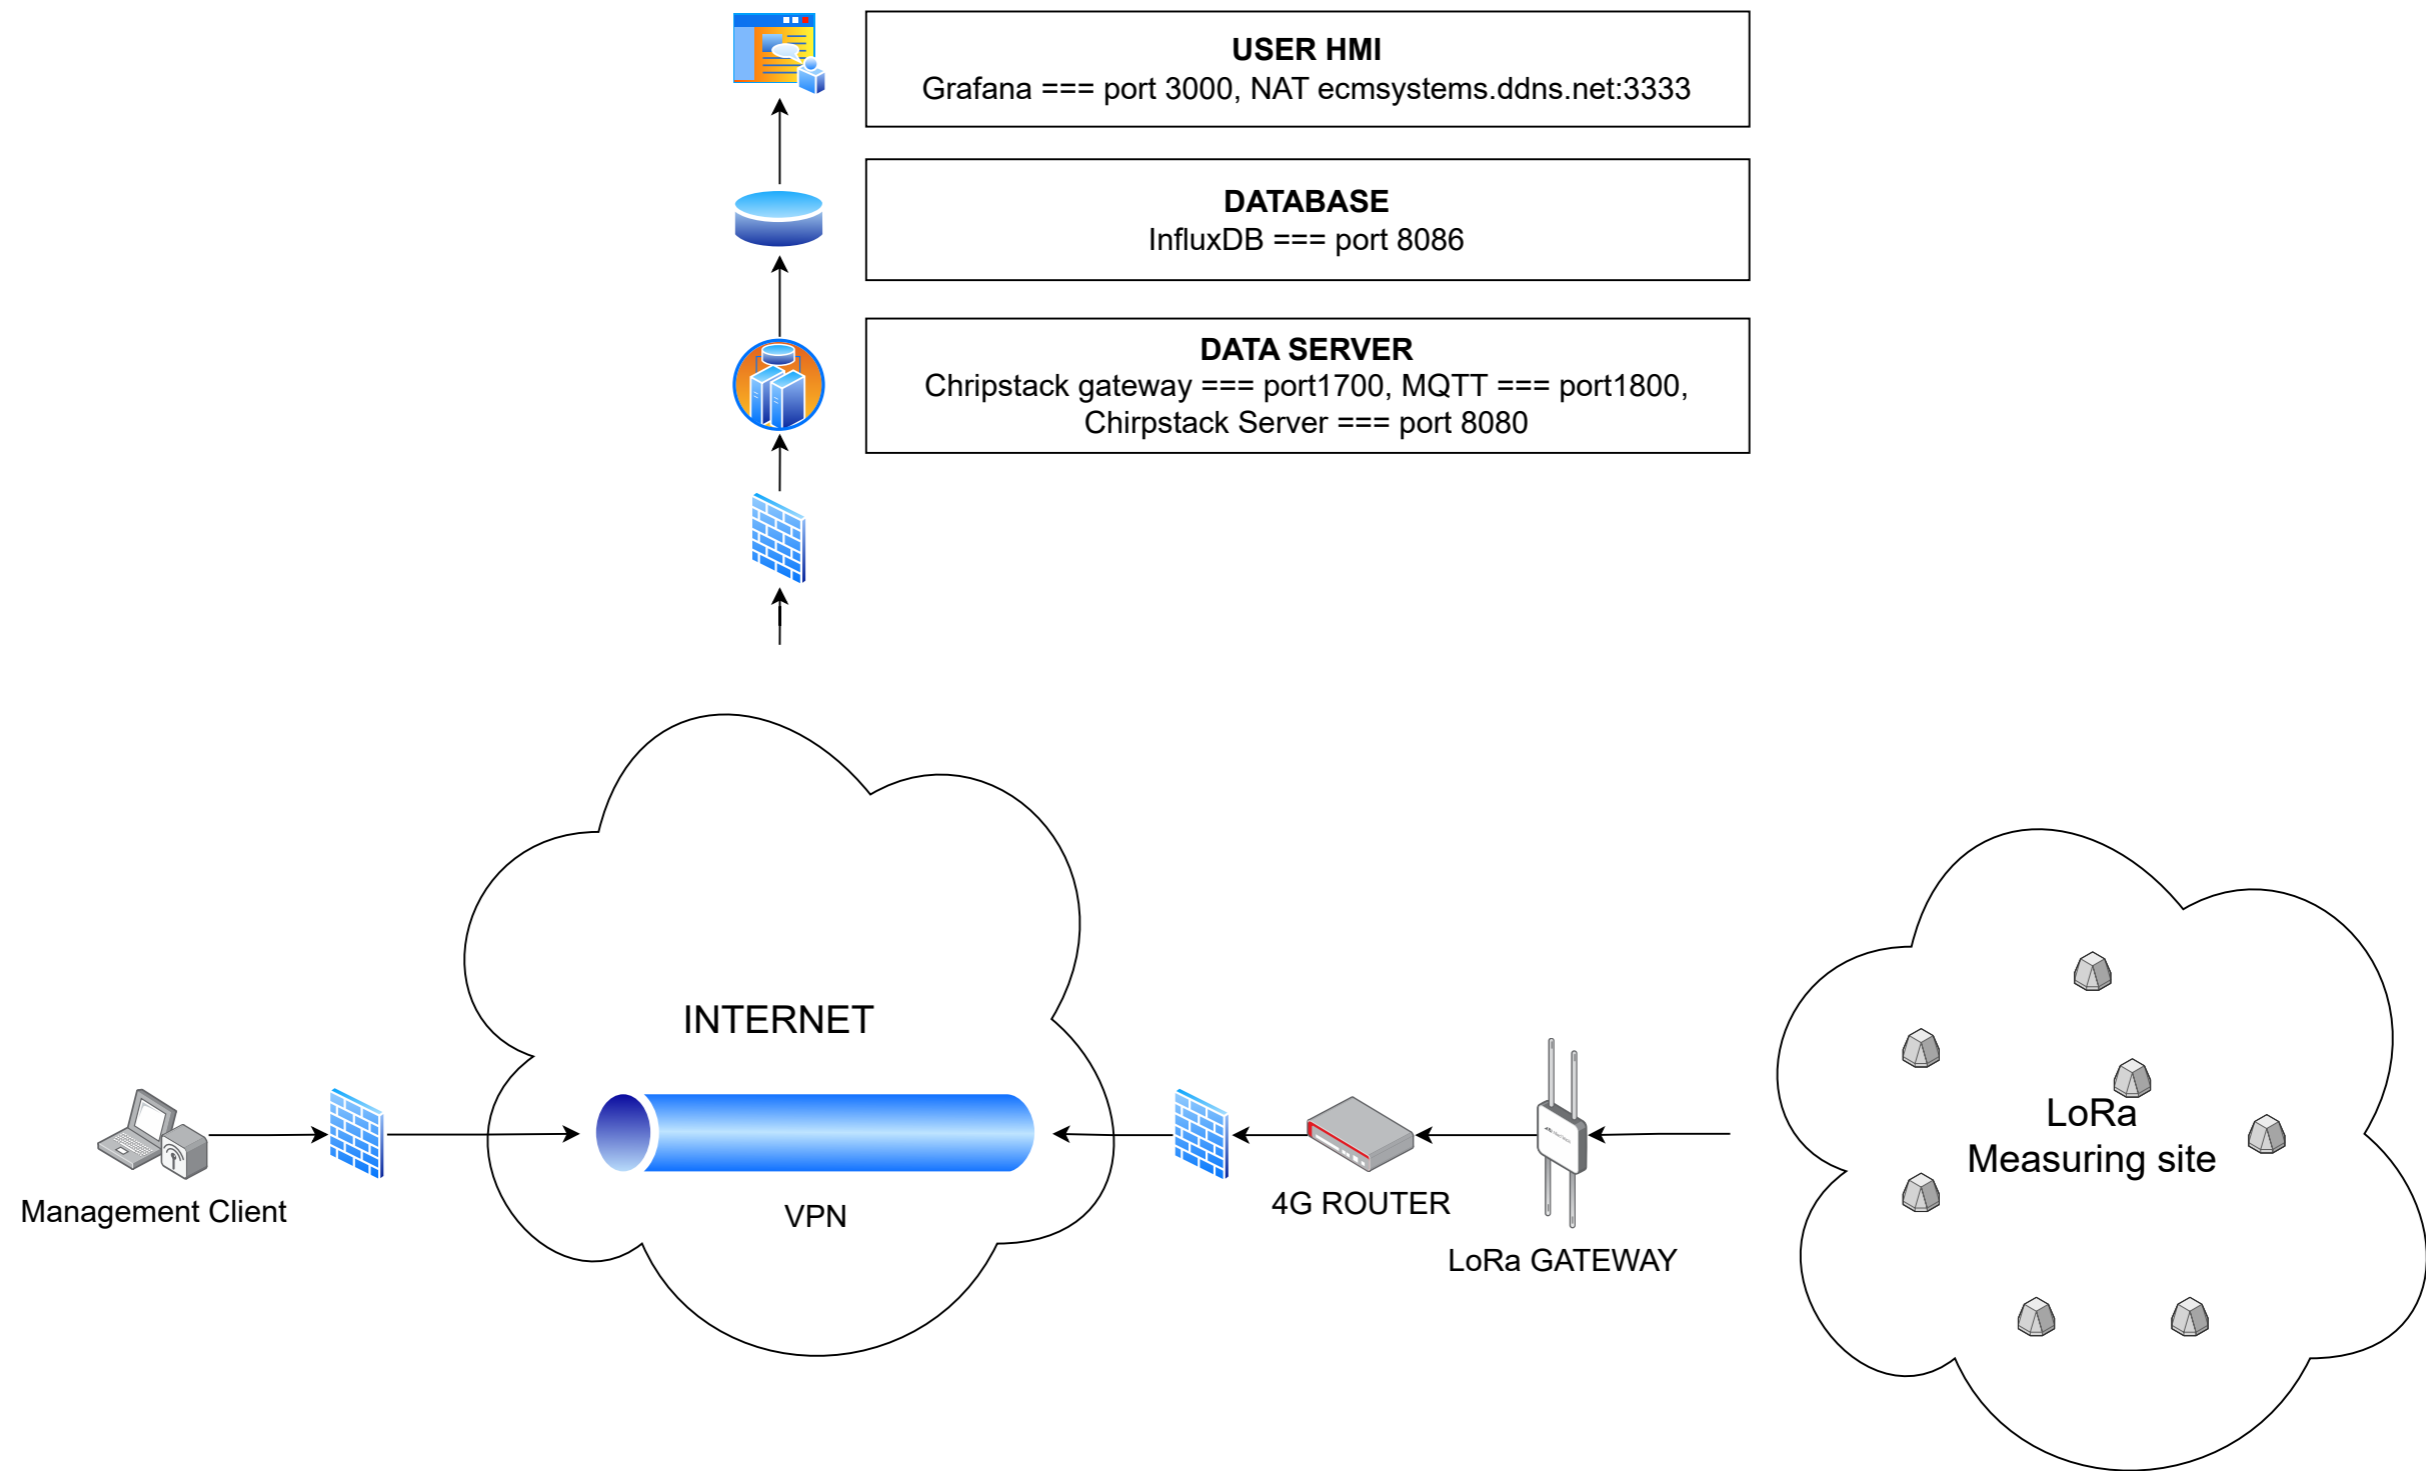 USER HMI
Grafana === port 3000, NAT ecmsystems.ddns.net:3333
DATABASE
InfluxDB === port 8086
DATA SERVER
Chripstack gateway === port1700, MQTT === port1800,
Chirpstack Server === port 8080
INTERNET
VPN
Management Client
4G ROUTER
LoRa GATEWAY
LoRa
Measuring site